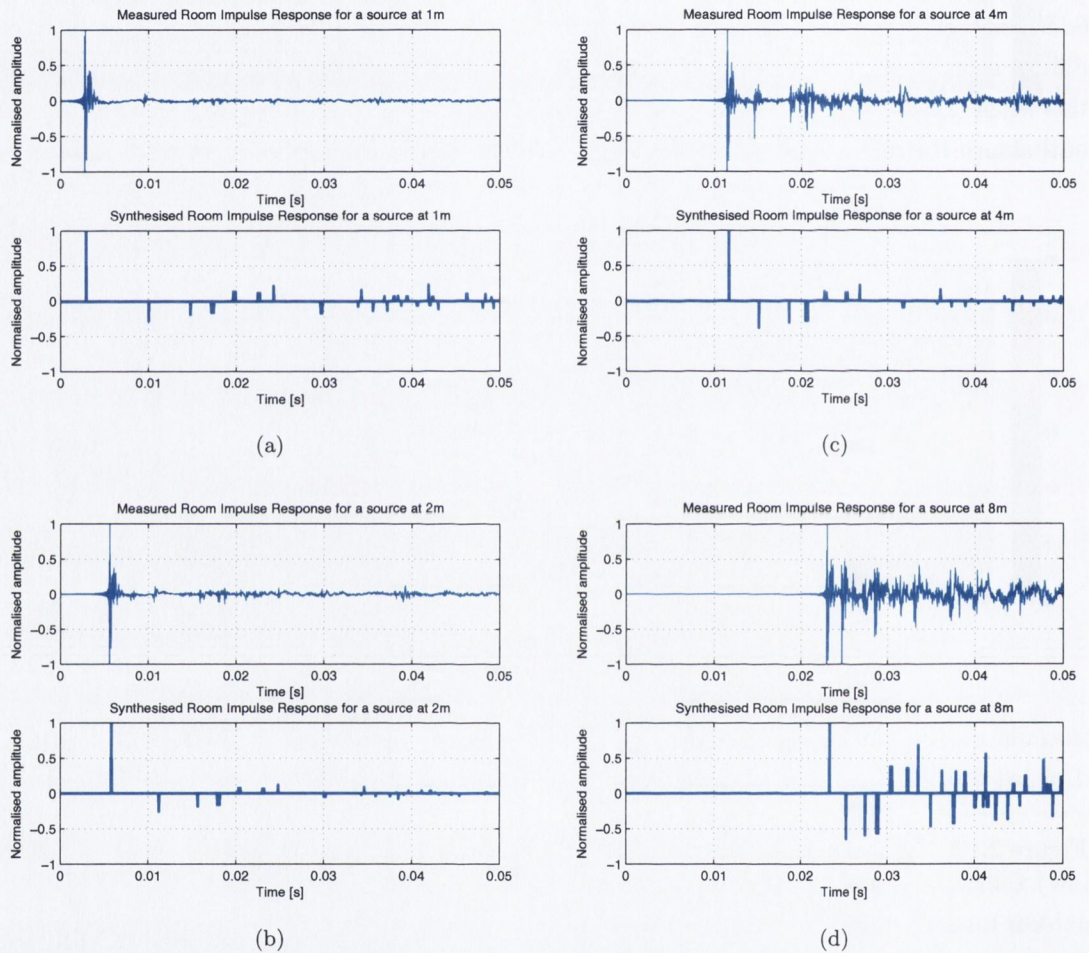 Measured Room Impulse Response for a source at 1m
Normalised amplitude
1
0.5
0
−0.5
−1
0 0.01 0.02 0.03 0.04 0.05
Time [s]
Synthesised Room Impulse Response for a source at 1m
Normalised amplitude
1
0.5
0
−0.5
−1
0 0.01 0.02 0.03 0.04 0.05
Time [s]
(a)
Measured Room Impulse Response for a source at 4m
Normalised amplitude
1
0.5
0
−0.5
−1
0 0.01 0.02 0.03 0.04 0.05
Time [s]
Synthesised Room Impulse Response for a source at 4m
Normalised amplitude
1
0.5
0
−0.5
−1
0 0.01 0.02 0.03 0.04 0.05
Time [s]
(c)
Measured Room Impulse Response for a source at 2m
Normalised amplitude
1
0.5
0
−0.5
−1
0 0.01 0.02 0.03 0.04 0.05
Time [s]
Synthesised Room Impulse Response for a source at 2m
Normalised amplitude
1
0.5
0
−0.5
−1
0 0.01 0.02 0.03 0.04 0.05
Time [s]
(b)
Measured Room Impulse Response for a source at 8m
Normalised amplitude
1
0.5
0
−0.5
−1
0 0.01 0.02 0.03 0.04 0.05
Time [s]
Synthesised Room Impulse Response for a source at 8m
Normalised amplitude
1
0.5
0
−0.5
−1
0 0.01 0.02 0.03 0.04 0.05
Time [s]
(d)